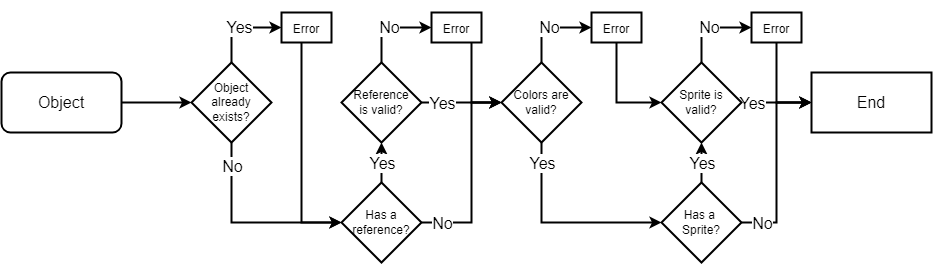 Yes
Error
No
Error
No
Error
No
Error
Object
Object
already
exists?
Reference
is valid?
Yes
Colors are
valid?
Sprite is
valid?
Yes
End
No
Yes
Yes
Yes
Has a
reference?
No
Has a
Sprite?
No